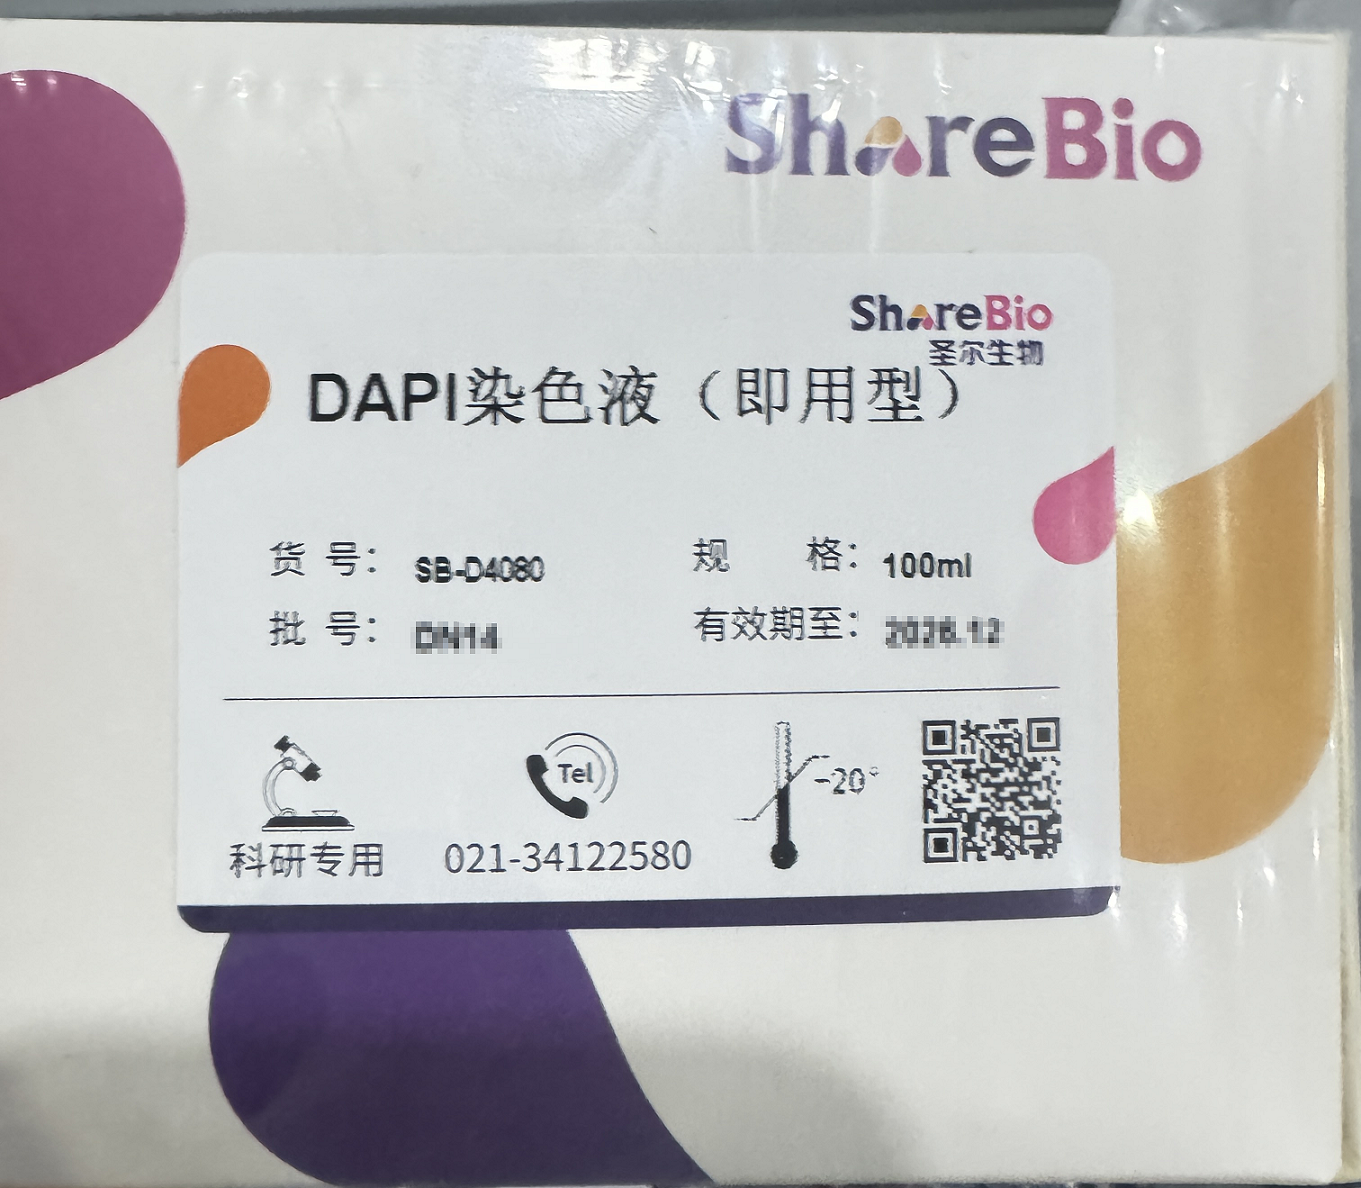 ShareBio
ShareBio
圣尔生物
DAPI染色液（即用型）
货 号： SB-D4080
规 格： 100ml
批 号： DN14
有效期至：
Tel
-20°
科研专用
021-34122580